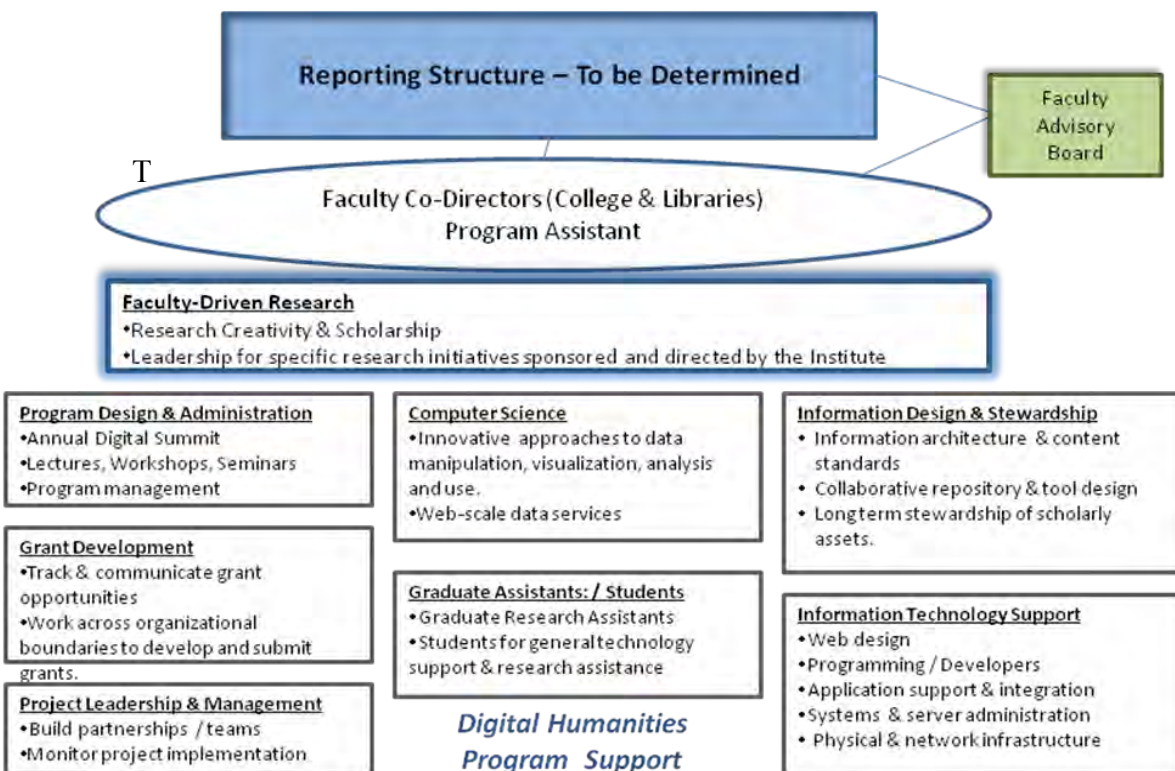 Reporting Structure – To be Determined
Faculty
Advisory
Board
T
Faculty Co-Directors (College & Libraries)
Program Assistant
Faculty-Driven Research
•Research Creativity & Scholarship
•Leadership for specific research initiatives sponsored and directed by the Institute
Program Design & Administration
•Annual Digital Summit
•Lectures, Workshops, Seminars
•Program management
Grant Development
•Track & communicate grant
opportunities
•Work across organizational
boundaries to develop and submit
grants.
Project Leadership & Management
•Build partnerships / teams
•Monitor project implementation
Computer Science
•Innovative approaches to data
manipulation, visualization, analysis
and use.
•Web-scale data services
Graduate Assistants: / Students
•Graduate Research Assistants
•Students for general technology
support & research assistance
Digital Humanities
Program Support
Information Design & Stewardship
• Information architecture & content
standards
• Collaborative repository & tool design
• Long term stewardship of scholarly
assets.
Information Technology Support
•Web design
•Programming / Developers
•Application support & integration
•Systems & server administration
• Physical & network infrastructure